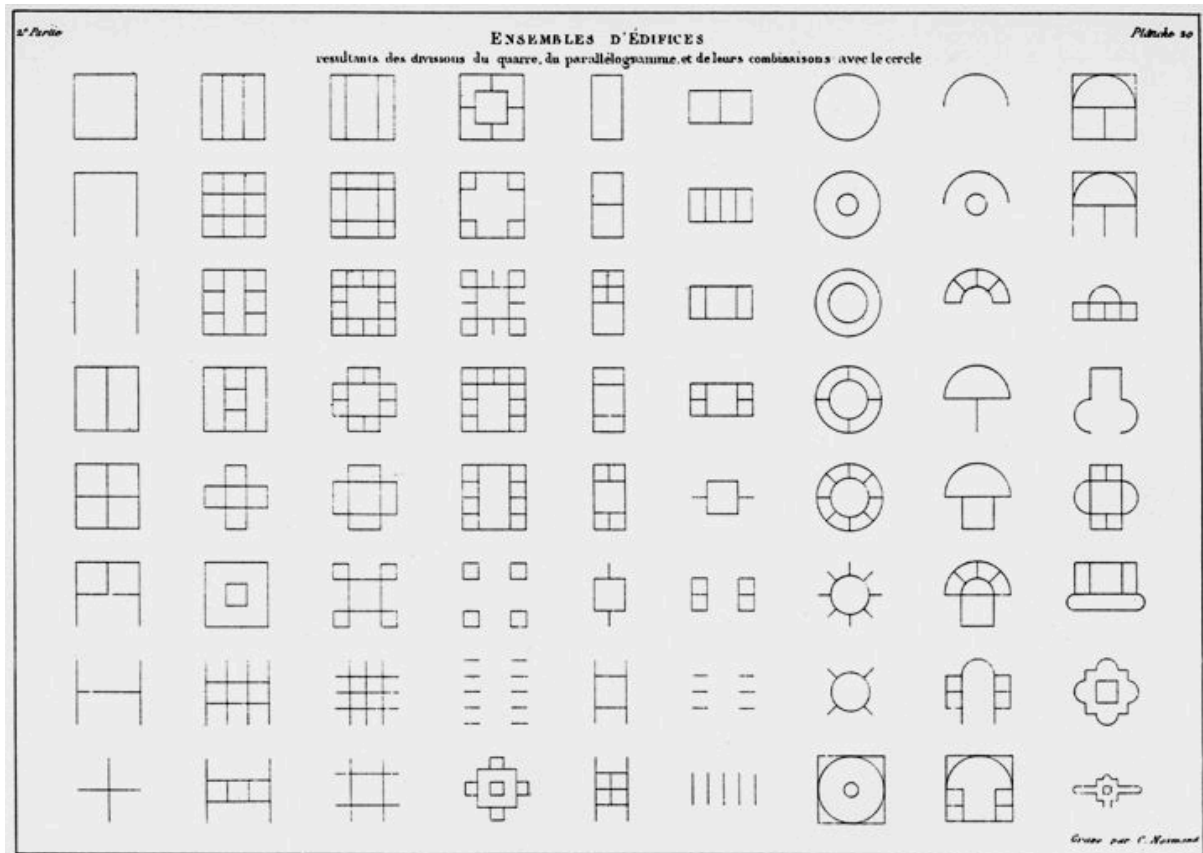 2e Partie
Planche 20
ENSEMBLES D'ÉDIFICES
resultants des divisions du quarre, du parallélogramme, et de leurs combinaisons avec le cercle
Gravé par C. Normand